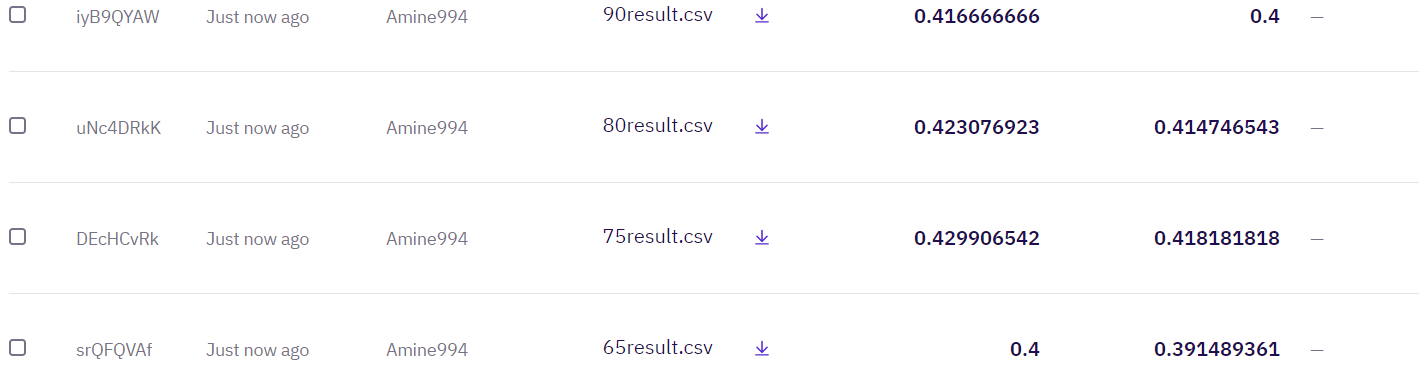 iyB9QYAW Just now ago Amine994 90result.csv 0.416666666 0.4 —
uNc4DRkK Just now ago Amine994 80result.csv 0.423076923 0.414746543 —
DEcHCvRk Just now ago Amine994 75result.csv 0.429906542 0.418181818 —
srQFQVAf Just now ago Amine994 65result.csv 0.4 0.391489361 —